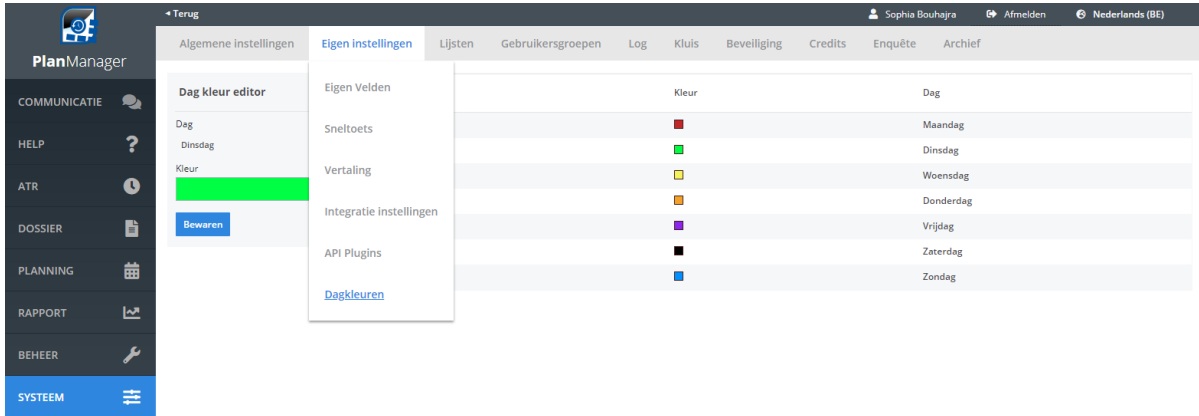 ◂ Terug
Sophia Bouhajra
Afmelden
Nederlands (BE)
PlanManager
Algemene instellingen
Eigen instellingen
Lijsten
Gebruikersgroepen
Log
Kluis
Beveiliging
Credits
Enquête
Archief
COMMUNICATIE
HELP
ATR
DOSSIER
PLANNING
RAPPORT
BEHEER
SYSTEEM
Dag kleur editor
Dag
Dinsdag
Kleur
Bewaren
Eigen Velden
Sneltoets
Vertaling
Integratie instellingen
API Plugins
Dagkleuren
Kleur Dag
Maandag
Dinsdag
Woensdag
Donderdag
Vrijdag
Zaterdag
Zondag